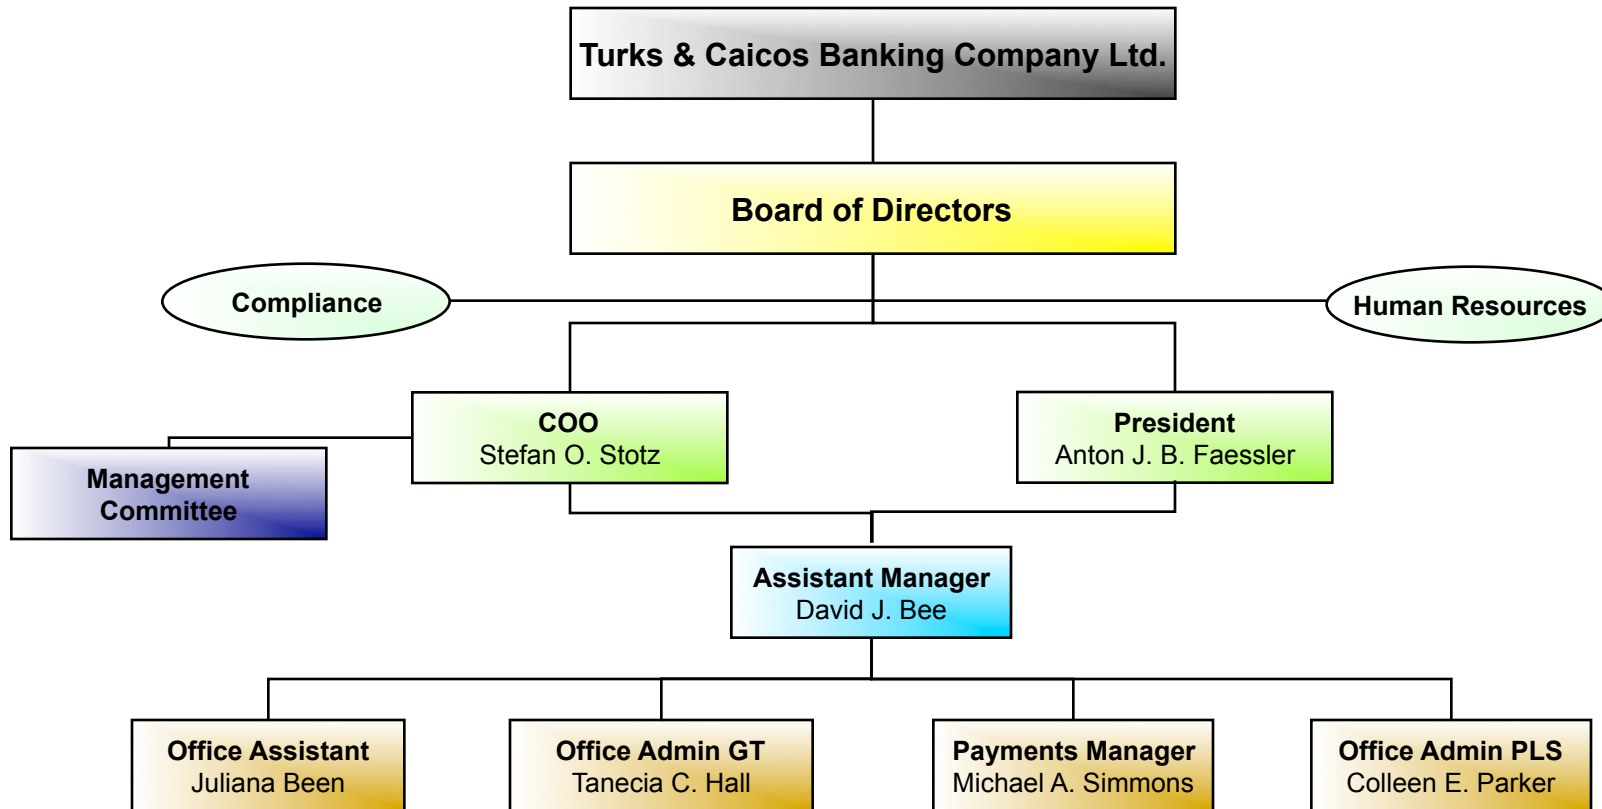 Turks & Caicos Banking Company Ltd.
Board of Directors
Compliance
Human Resources
COO
Stefan O. Stotz
President
Anton J. B. Faessler
Management
Committee
Assistant Manager
David J. Bee
Office Assistant
Juliana Been
Office Admin GT
Tanecia C. Hall
Payments Manager
Michael A. Simmons
Office Admin PLS
Colleen E. Parker